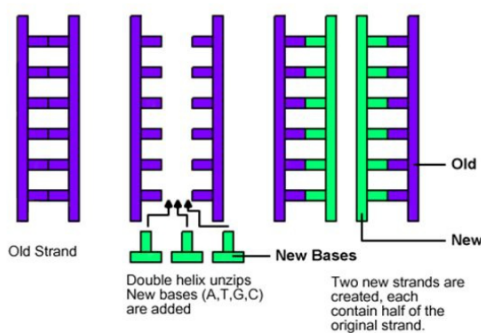 Old
New
Old Strand
New Bases
Double helix unzips
New bases (A,T,G,C)
are added
Two new strands are
created, each
contain half of the
original strand.